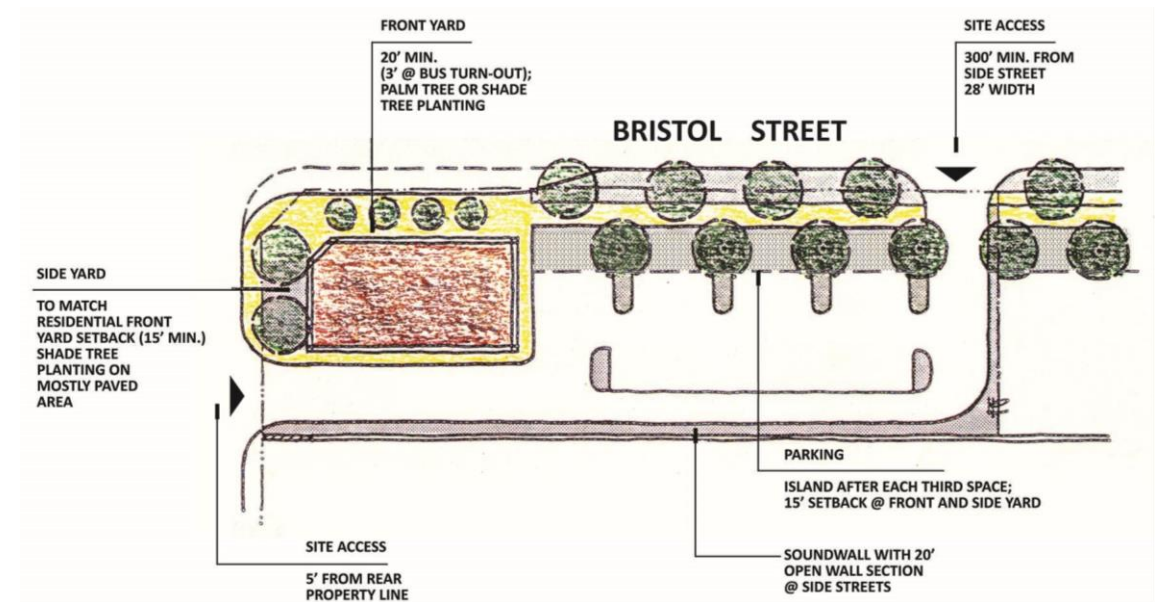 FRONT YARD
20’ MIN.
(3’ @ BUS TURN-OUT);
PALM TREE OR SHADE
TREE PLANTING
SITE ACCESS
300’ MIN. FROM
SIDE STREET
28’ WIDTH
BRISTOL STREET
SIDE YARD
TO MATCH
RESIDENTIAL FRONT
YARD SETBACK (15’ MIN.)
SHADE TREE
PLANTING ON
MOSTLY PAVED
AREA
PARKING
ISLAND AFTER EACH THIRD SPACE;
15’ SETBACK @ FRONT AND SIDE YARD
SITE ACCESS
5’ FROM REAR
PROPERTY LINE
SOUNDWALL WITH 20’
OPEN WALL SECTION
@ SIDE STREETS